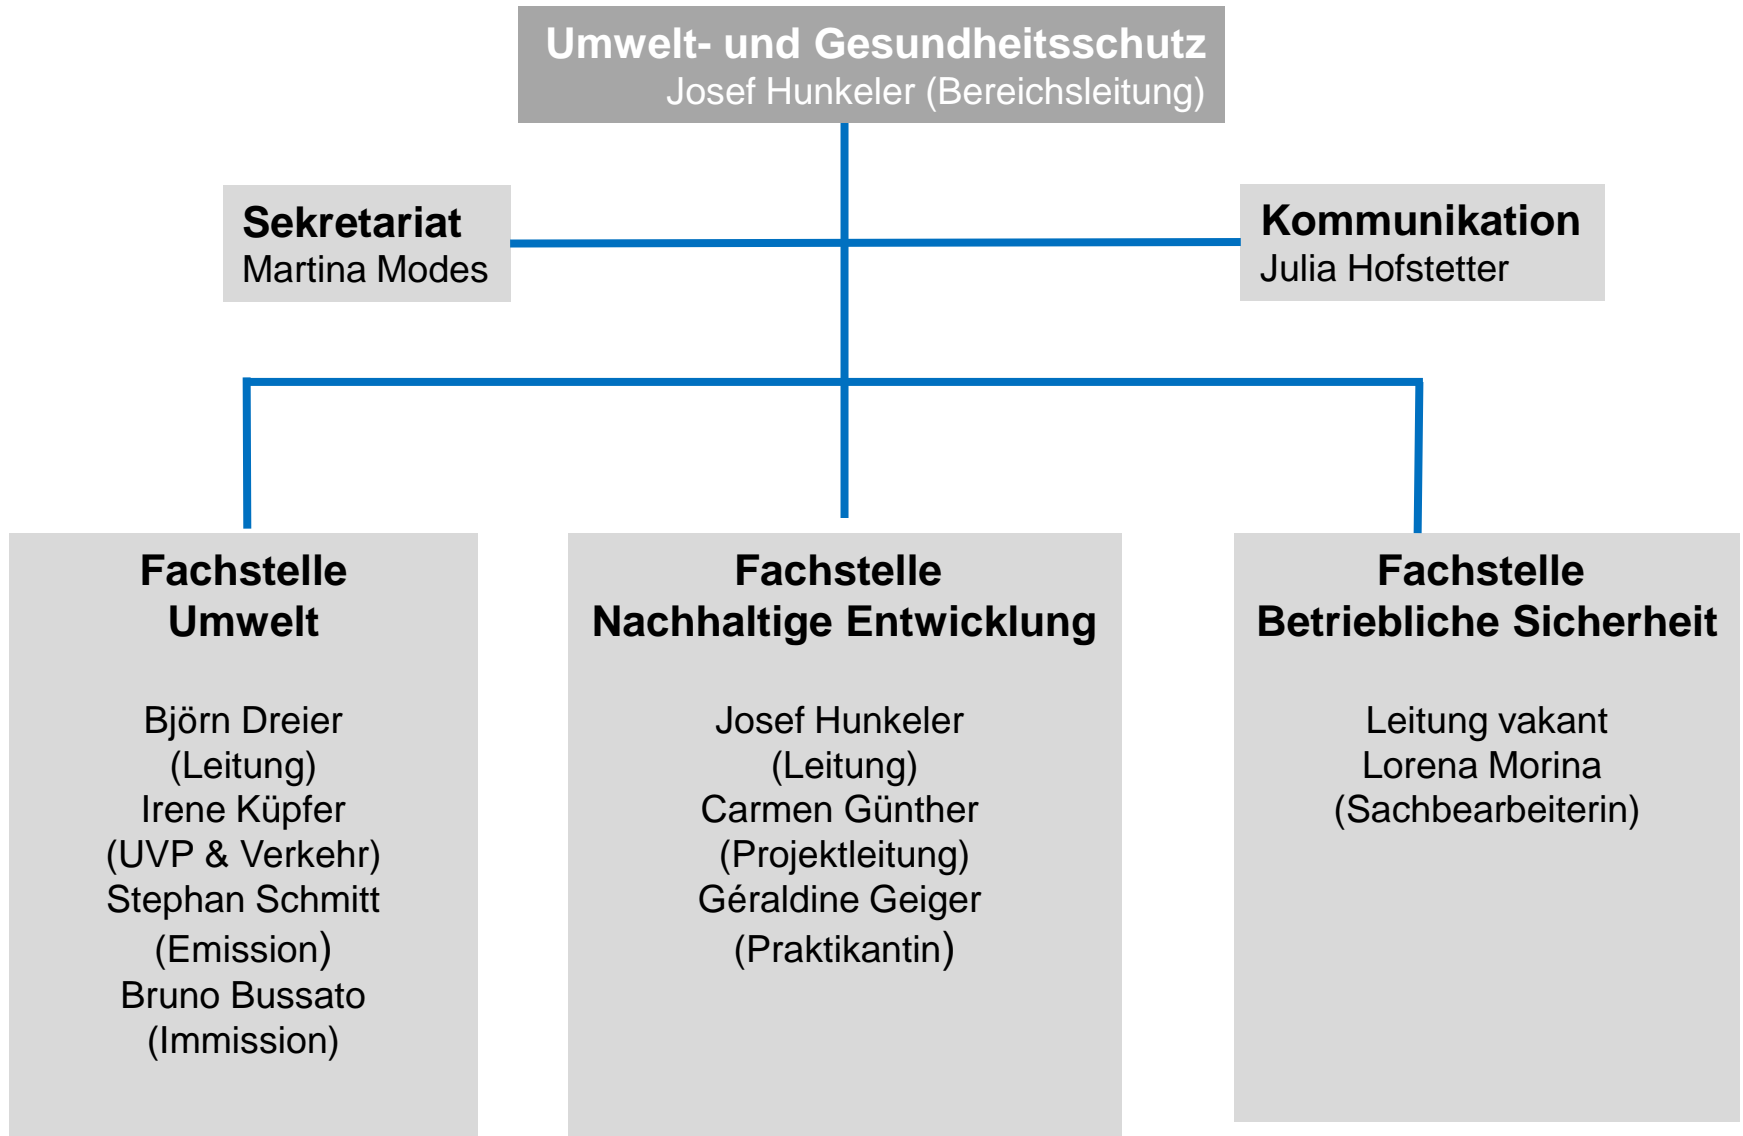 Umwelt- und Gesundheitsschutz
Josef Hunkeler (Bereichsleitung)
Sekretariat
Martina Modes
Kommunikation
Julia Hofstetter
Fachstelle
Umwelt
Björn Dreier
(Leitung)
Irene Küpfer
(UVP & Verkehr)
Stephan Schmitt
(Emission)
Bruno Bussato
(Immission)
Fachstelle
Nachhaltige Entwicklung
Josef Hunkeler
(Leitung)
Carmen Günther
(Projektleitung)
Géraldine Geiger
(Praktikantin)
Fachstelle
Betriebliche Sicherheit
Leitung vakant
Lorena Morina
(Sachbearbeiterin)